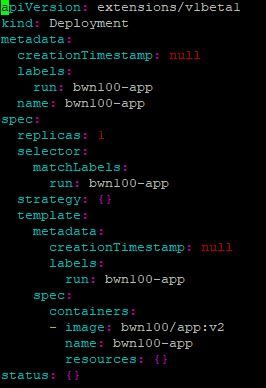 apiVersion: extensions/v1beta1
kind: Deployment
metadata:
  creationTimestamp: null
  labels:
    run: bwn100-app
  name: bwn100-app
spec:
  replicas: 1
  selector:
    matchLabels:
      run: bwn100-app
  strategy: {}
  template:
    metadata:
      creationTimestamp: null
      labels:
        run: bwn100-app
    spec:
      containers:
      - image: bwn100/app:v2
        name: bwn100-app
        resources: {}
status: {}